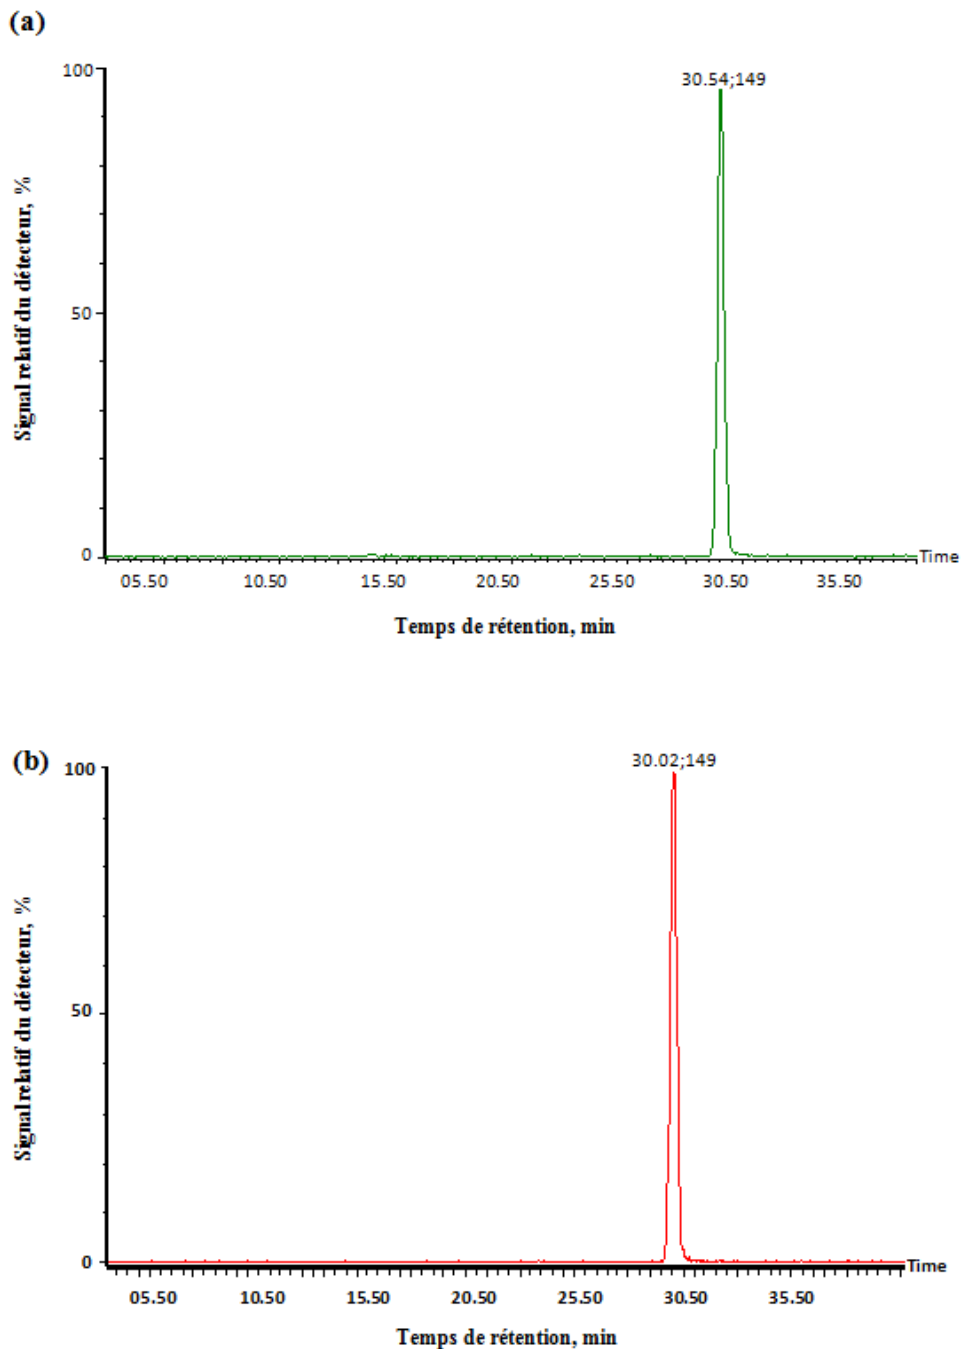 (a)
100
30.54;149
Signal relatif du détecteur, %
50
0
Time
05.50 10.50 15.50 20.50 25.50 30.50 35.50
Temps de rétention, min
(b)
100
30.02;149
Signal relatif du détecteur, %
50
0
Time
05.50 10.50 15.50 20.50 25.50 30.50 35.50
Temps de rétention, min